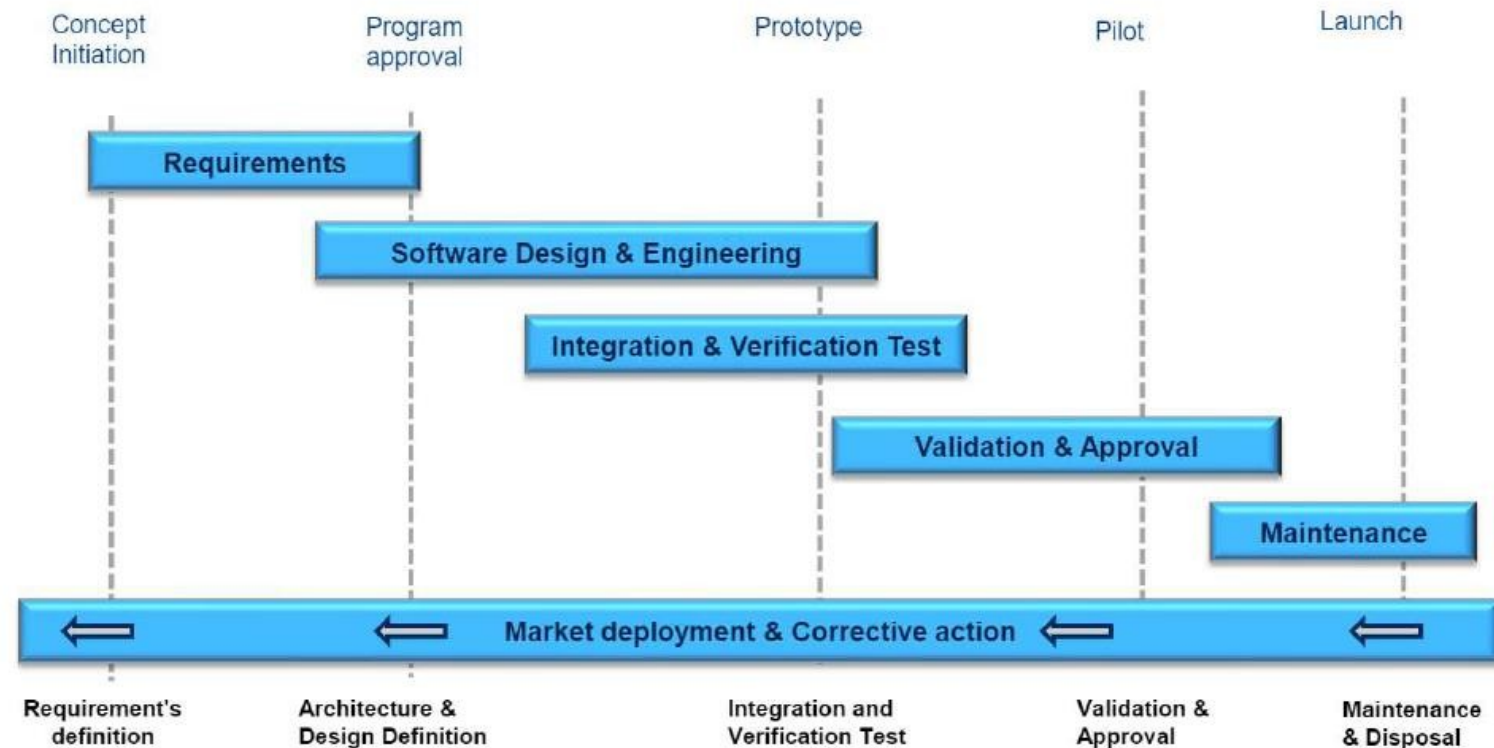 Concept
Initiation
Program
approval
Prototype
Pilot
Launch
Requirements
Software Design & Engineering
Integration & Verification Test
Validation & Approval
Maintenance
Market deployment & Corrective action
Requirement's
definition
Architecture &
Design Definition
Integration and
Verification Test
Validation &
Approval
Maintenance
& Disposal